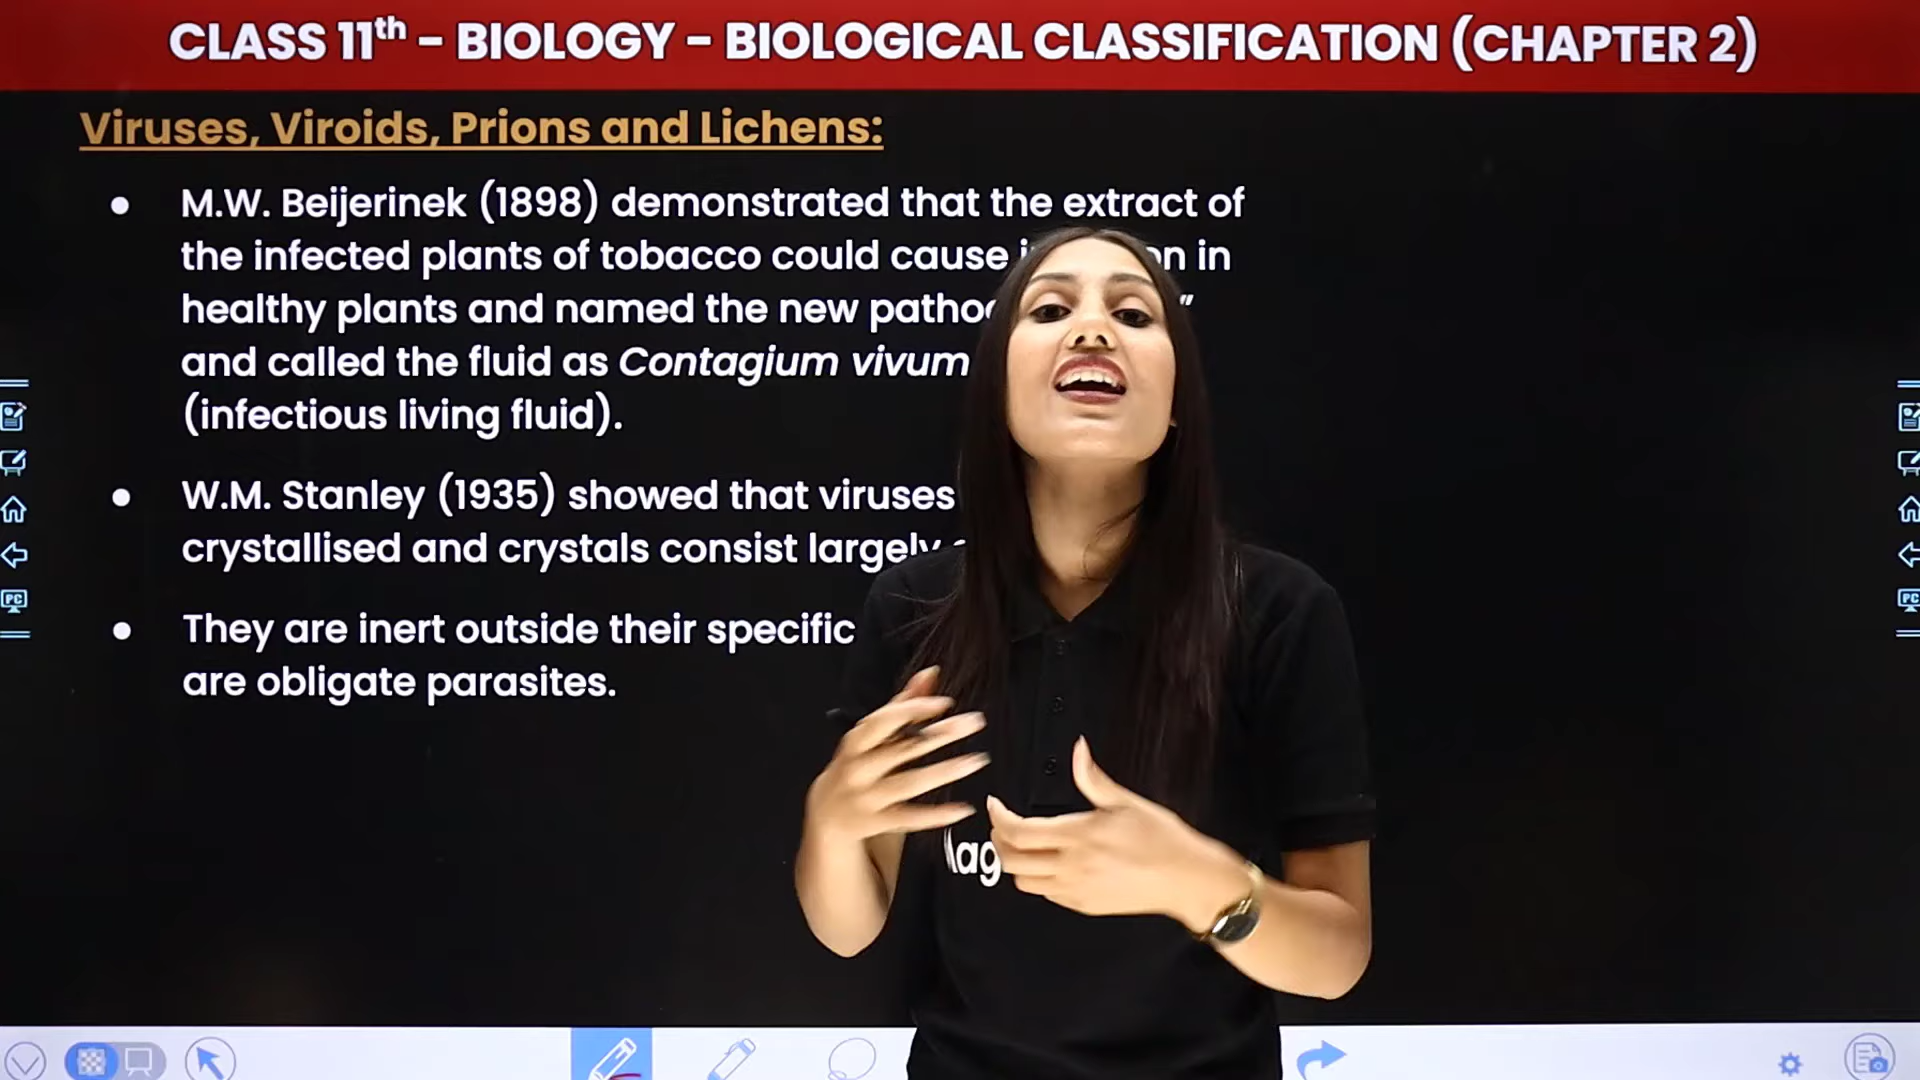 CLASS 11th - BIOLOGY - BIOLOGICAL CLASSIFICATION (CHAPTER 2)
Viruses, Viroids, Prions and Lichens:
• M.W. Beijerinek (1898) demonstrated that the extract of
the infected plants of tobacco could cause in
healthy plants and named the new
and called the fluid as Contagium vivum
(infectious living fluid).
• W.M. Stanley (1935) showed that viruses
crystallised and crystals consist largely
• They are inert outside their specific
are obligate parasites.
PC
PC